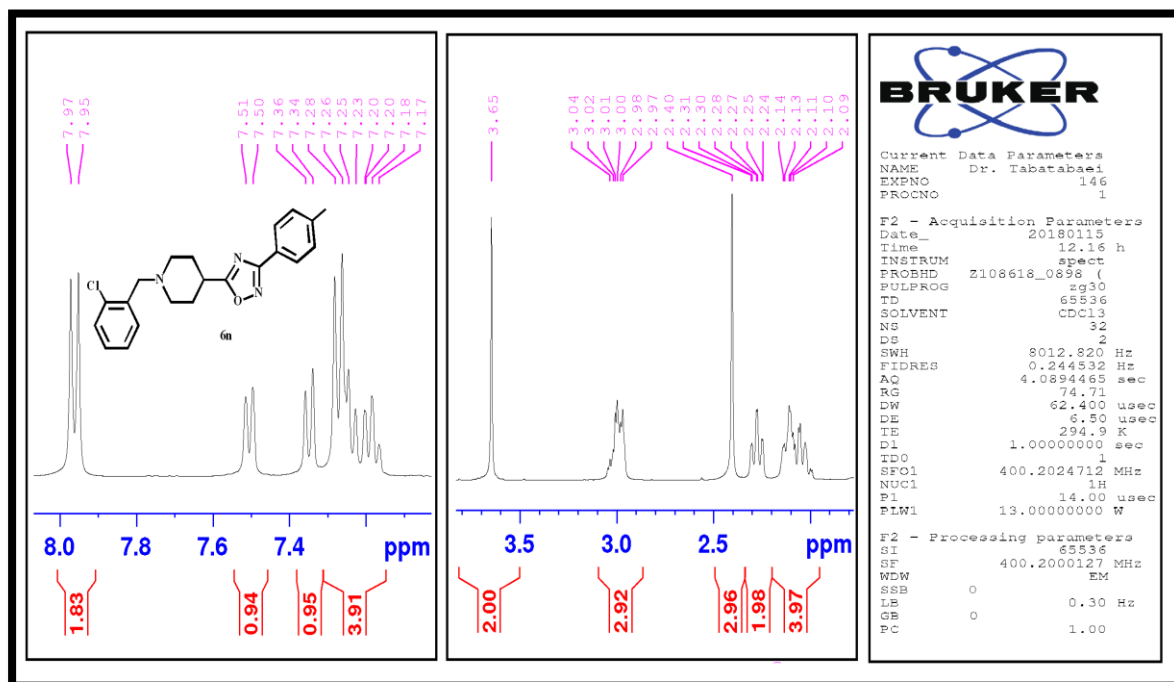 7.97
7.95
7.51
7.50
7.36
7.34
7.28
7.26
7.25
7.23
7.20
7.20
7.18
7.17
N
N
N
O
Cl
6n
8.0 7.8 7.6 7.4 ppm
1.83
0.94
0.95
3.91
3.65
3.04
3.02
3.01
3.00
2.98
2.97
2.40
2.31
2.30
2.28
2.27
2.25
2.24
2.14
2.13
2.11
2.10
2.09
3.5 3.0 2.5 ppm
2.00
2.92
2.96
1.98
3.97
BRUKER
Current Data Parameters
NAME Dr. Tabatabaei
EXPNO 146
PROCNO 1
F2 - Acquisition Parameters
Date_ 20180115
Time 12.16 h
INSTRUM spect
PROBHD Z108618_0898 (
PULPROG zg30
TD 65536
SOLVENT CDCl3
NS 32
DS 2
SWH 8012.820 Hz
FIDRES 0.244532 Hz
AQ 4.0894465 sec
RG 74.71
DW 62.400 usec
DE 6.50 usec
TE 294.9 K
D1 1.00000000 sec
TD0 1
SFO1 400.2024712 MHz
NUC1 1H
P1 14.00 usec
PLW1 13.00000000 W
F2 - Processing parameters
SI 65536
SF 400.2000127 MHz
WDW EM
SSB 0
LB 0.30 Hz
GB 0
PC 1.00